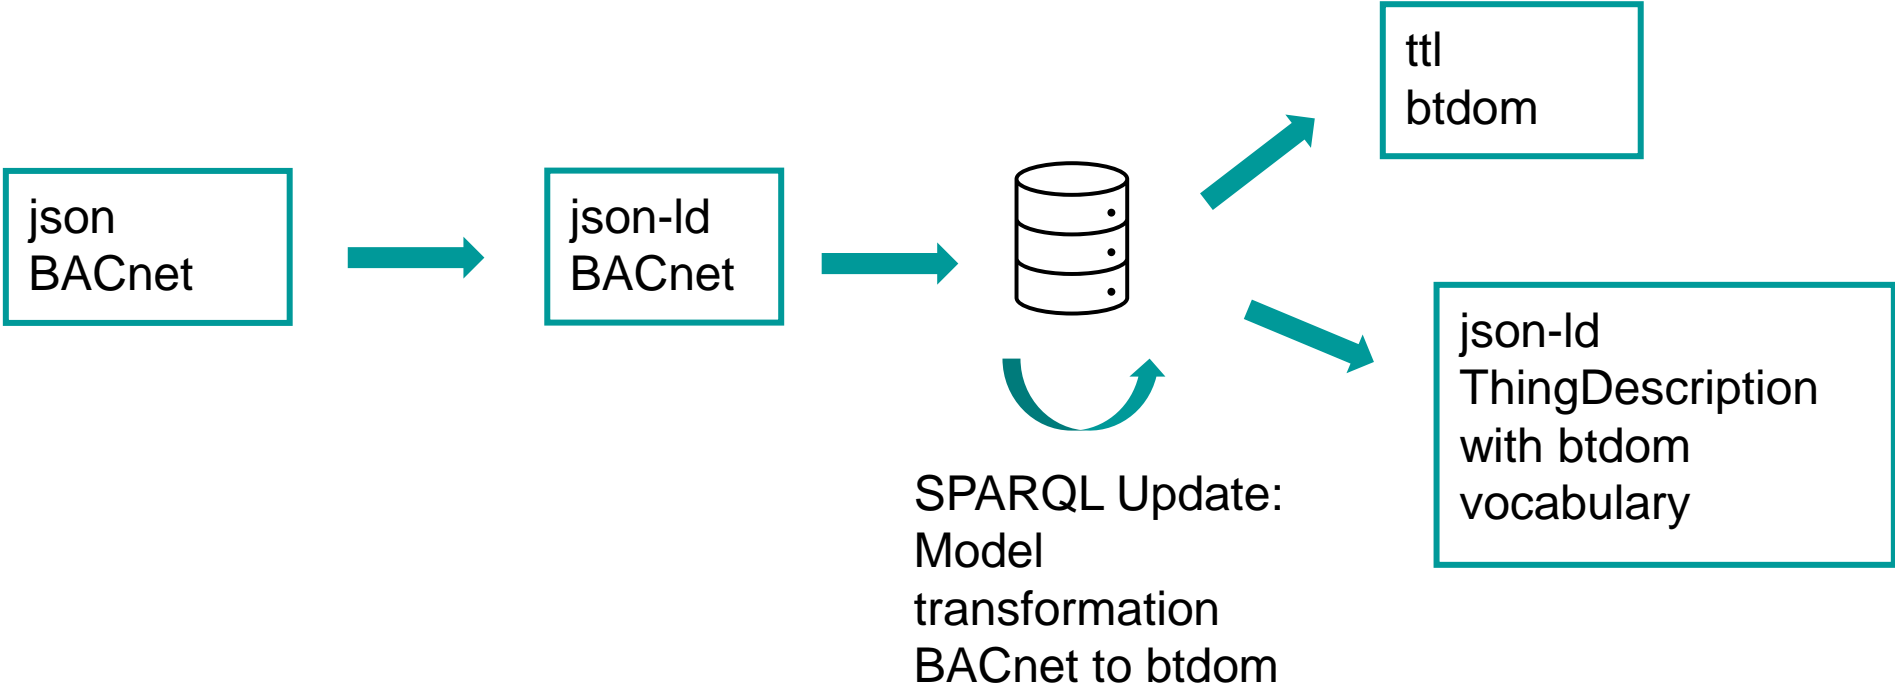 json
BACnet
json-ld
BACnet
SPARQL Update:
Model
transformation
BACnet to btdom
ttl
btdom
json-ld
ThingDescription
with btdom
vocabulary